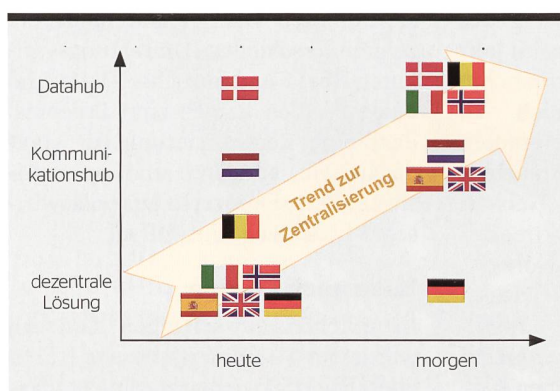 Datahub
Kommuni-
kationshub
dezentrale
Lösung
Trend zur
Zentralisierung
heute
morgen